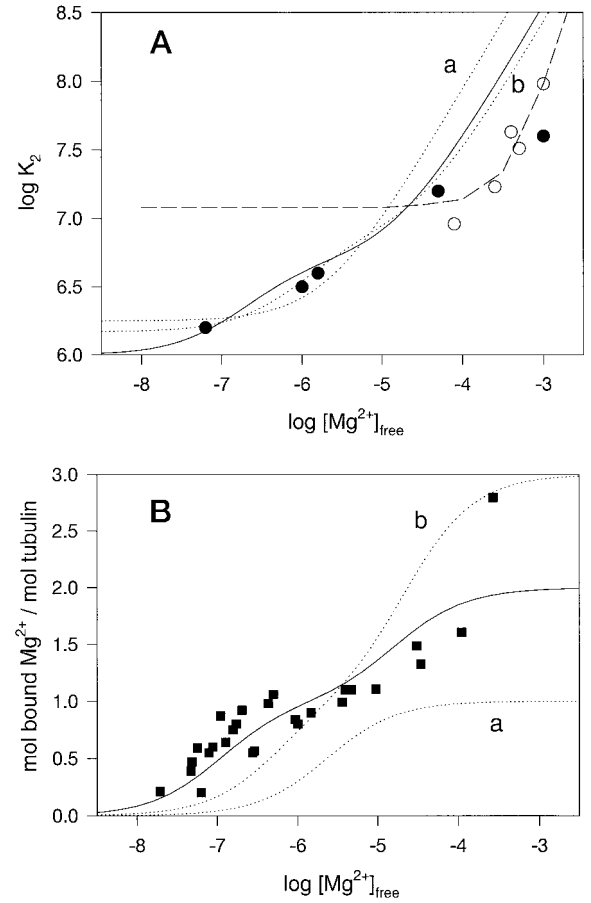 A
8.5
8.0
7.5
7.0
6.5
6.0
log K₂
a
b
-8 -7 -6 -5 -4 -3
log [Mg²⁺]free
B
3.0
2.5
2.0
1.5
1.0
0.5
0.0
mol bound Mg²⁺ / mol tubulin
b
a
-8 -7 -6 -5 -4 -3
log [Mg²⁺]free